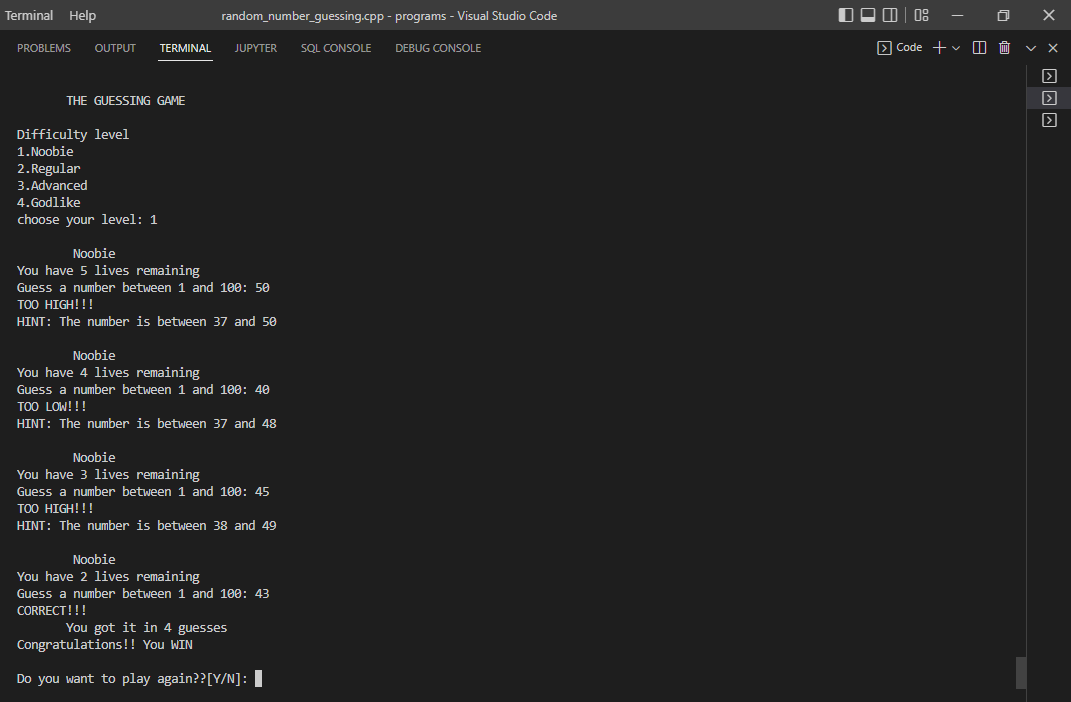 Terminal Help random_number_guessing.cpp - programs - Visual Studio Code
PROBLEMS OUTPUT TERMINAL JUPYTER SQL CONSOLE DEBUG CONSOLE Code
THE GUESSING GAME
Difficulty level
1.Noobie
2.Regular
3.Advanced
4.Godlike
choose your level: 1
Noobie
You have 5 lives remaining
Guess a number between 1 and 100: 50
TOO HIGH!!!
HINT: The number is between 37 and 50
Noobie
You have 4 lives remaining
Guess a number between 1 and 100: 40
TOO LOW!!!
HINT: The number is between 37 and 48
Noobie
You have 3 lives remaining
Guess a number between 1 and 100: 45
TOO HIGH!!!
HINT: The number is between 38 and 49
Noobie
You have 2 lives remaining
Guess a number between 1 and 100: 43
CORRECT!!!
You got it in 4 guesses
Congratulations!! You WIN
Do you want to play again??[Y/N]: